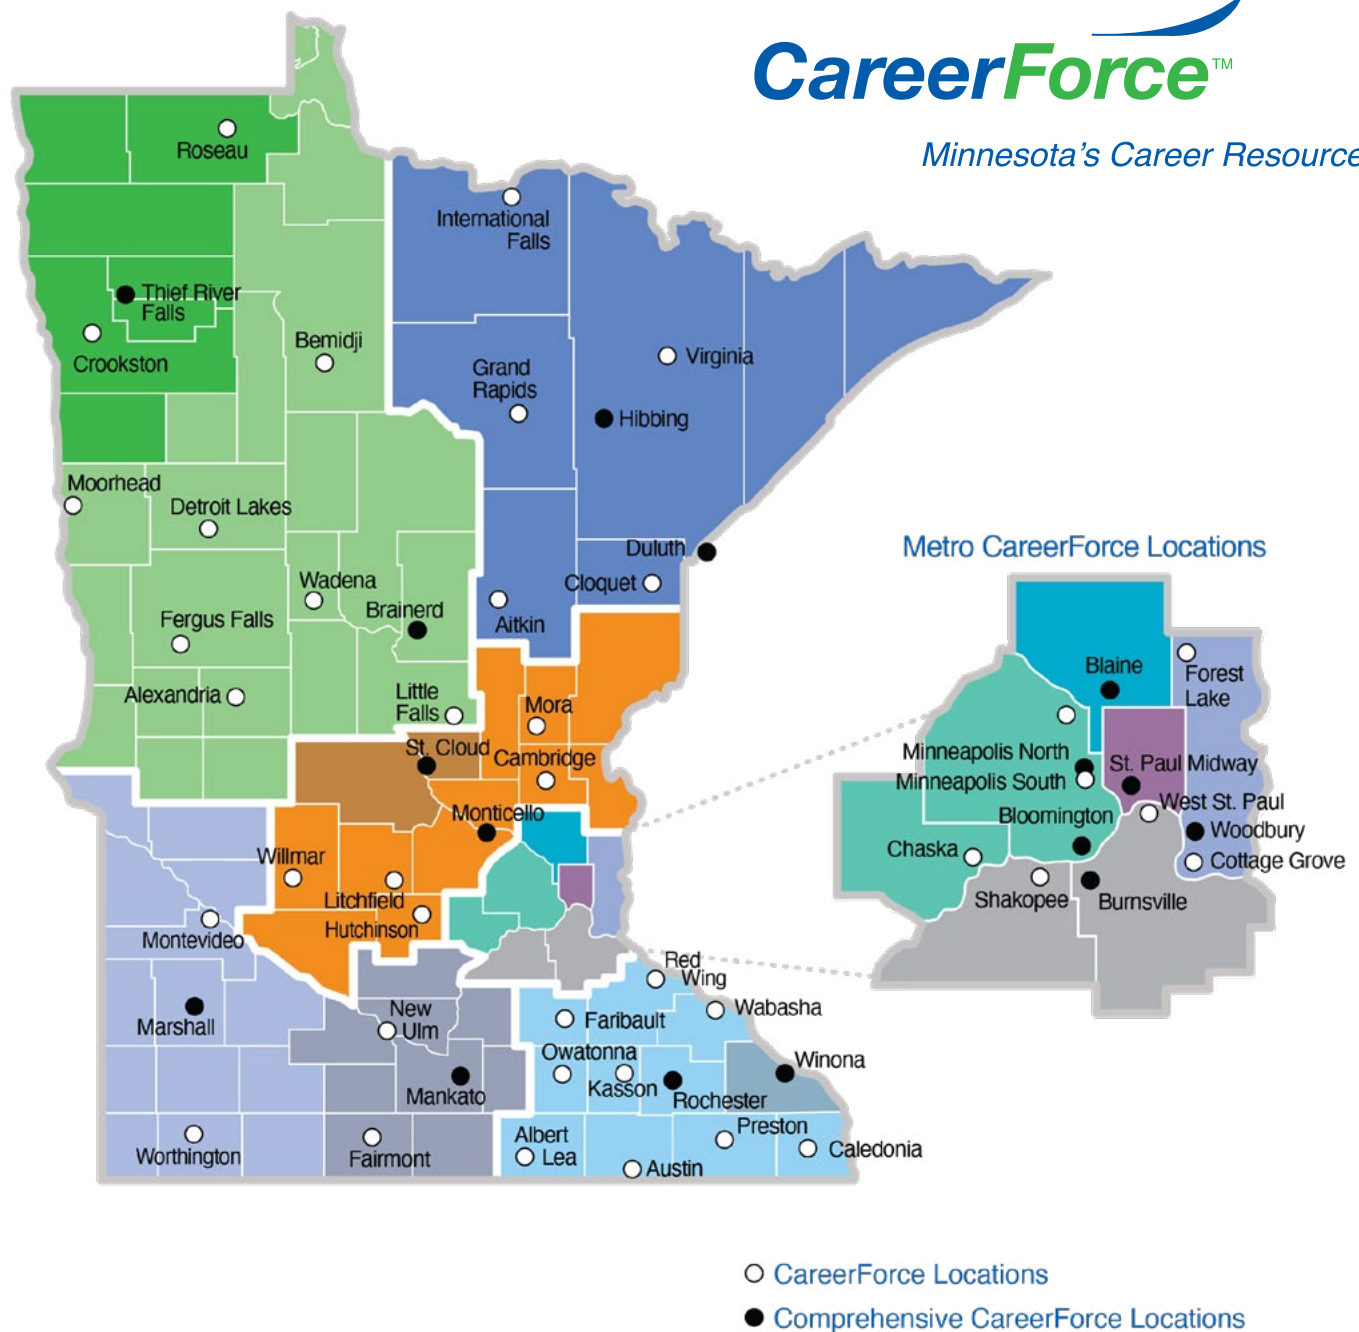 CareerForce™
Minnesota's Career Resource
Roseau
International
Falls
Thief River
Falls
Crookston
Bemidji
Grand
Rapids
Virginia
Hibbing
Moorhead
Detroit Lakes
Duluth
Cloquet
Wadena
Brainerd
Aitkin
Fergus Falls
Alexandria
Little
Falls
Mora
St. Cloud
Cambridge
Monticello
Willmar
Litchfield
Hutchinson
Montevideo
Marshall
New
Ulm
Mankato
Worthington
Fairmont
Red
Wing
Wabasha
Faribault
Owatonna
Kasson
Rochester
Winona
Albert
Lea
Austin
Preston
Caledonia
Metro CareerForce Locations
Blaine
Forest
Lake
Minneapolis North
Minneapolis South
St. Paul Midway
West St. Paul
Bloomington
Woodbury
Chaska
Cottage Grove
Shakopee
Burnsville
CareerForce Locations
Comprehensive CareerForce Locations